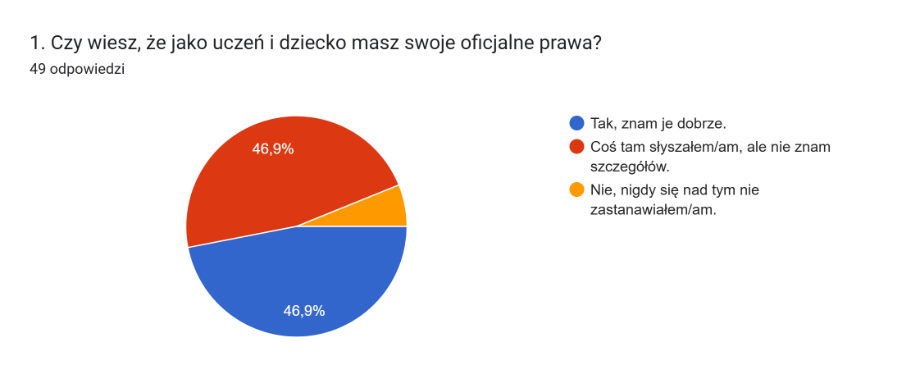 1. Czy wiesz, że jako uczeń i dziecko masz swoje oficjalne prawa?
49 odpowiedzi
46,9%
46,9%
Tak, znam je dobrze.
Coś tam słyszałem/am, ale nie znam
szczegółów.
Nie, nigdy się nad tym nie
zastanawiałem/am.